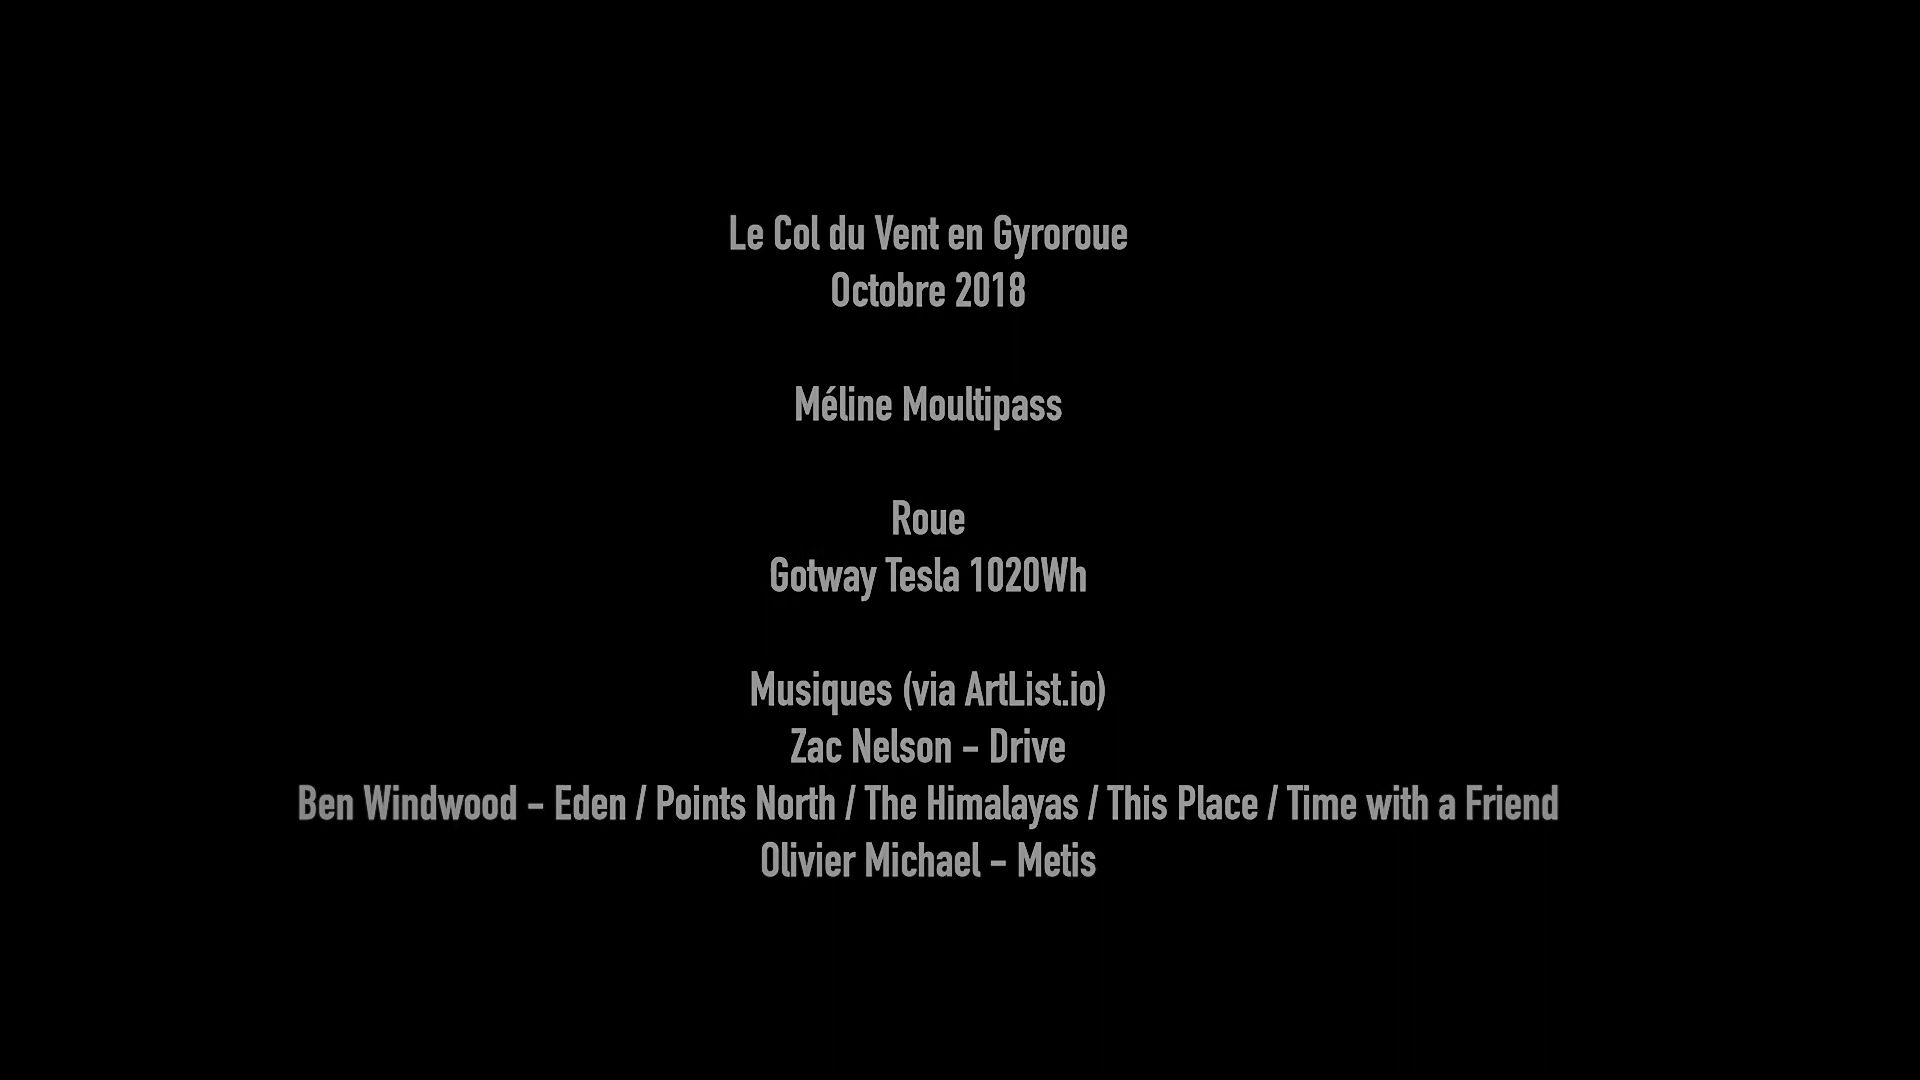 Le Col du Vent en Gyroroue
Octobre 2018
Méline Moultipass
Roue
Gotway Tesla 1020Wh
Musiques (via ArtList.io)
Zac Nelson - Drive
Ben Windwood - Eden / Points North / The Himalayas / This Place / Time with a Friend
Olivier Michael - Metis